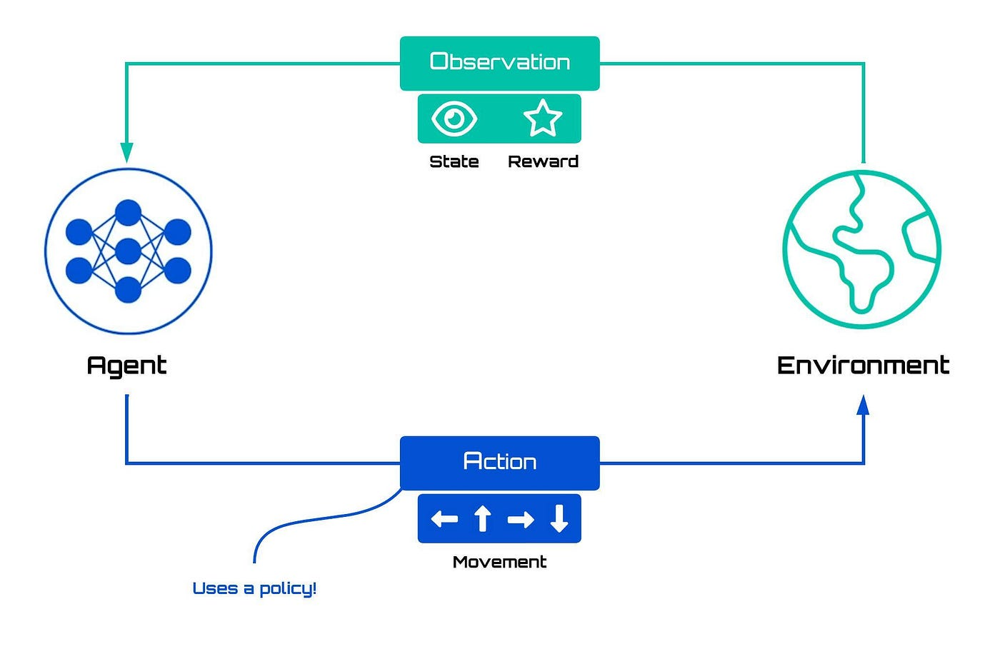 Observation
State Reward
Agent
Environment
Action
Movement
Uses a policy!